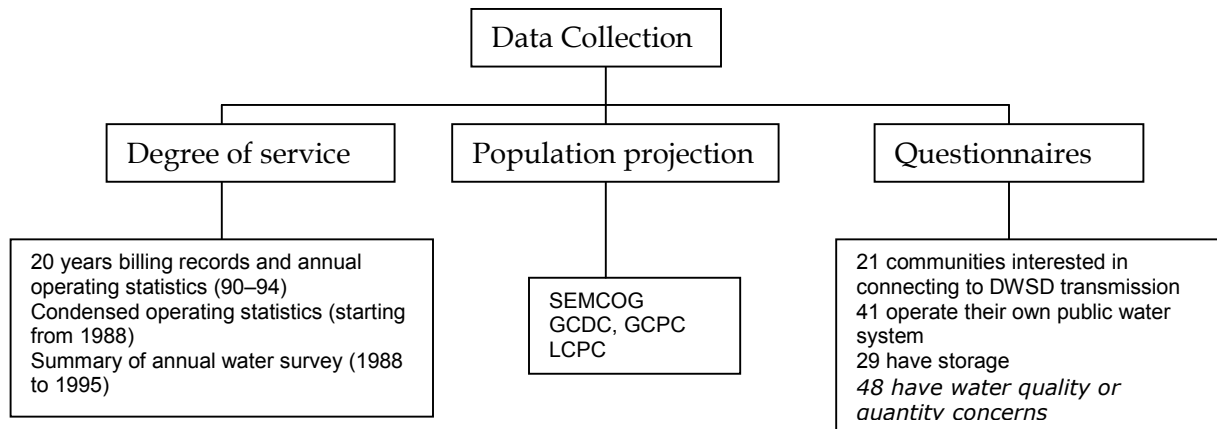 Data Collection
Degree of service
Population projection
Questionnaires
20 years billing records and annual
operating statistics (90–94)
Condensed operating statistics (starting
from 1988)
Summary of annual water survey (1988
to 1995)
SEMCOG
GCDC, GCPC
LCPC
21 communities interested in
connecting to DWSD transmission
41 operate their own public water
system
29 have storage
48 have water quality or
quantity concerns